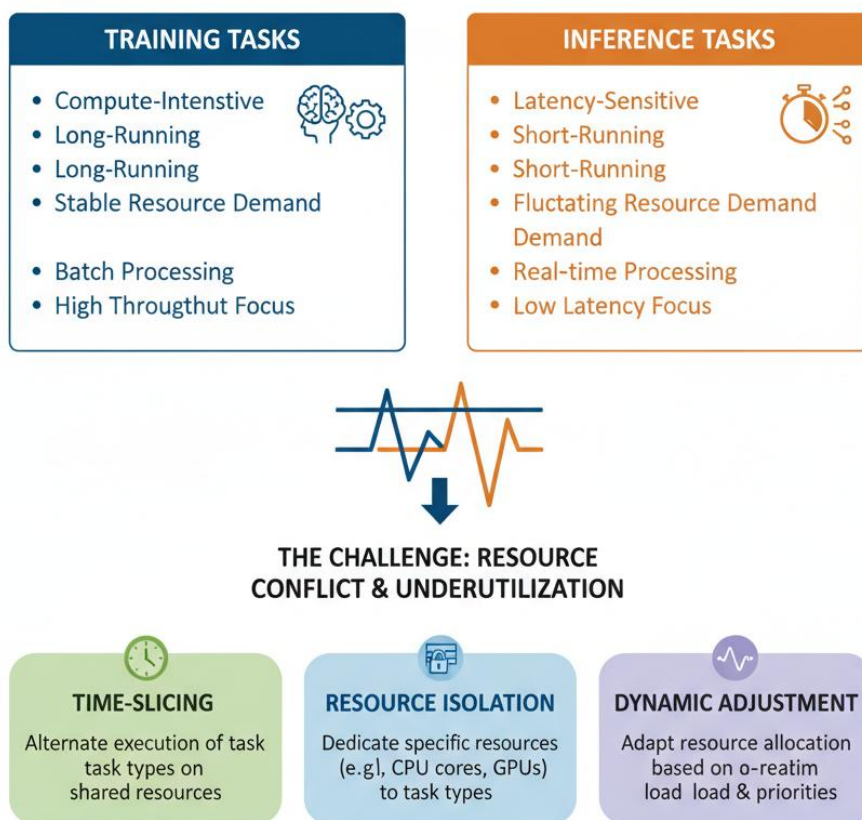 TRAINING TASKS
• Compute-Intenstive
• Long-Running
• Long-Running
• Stable Resource Demand
• Batch Processing
• High Througthut Focus
INFERENCE TASKS
• Latency-Sensitive
• Short-Running
• Short-Running
• Fluctating Resource Demand
Demand
• Real-time Processing
• Low Latency Focus
THE CHALLENGE: RESOURCE
CONFLICT & UNDERUTILIZATION
TIME-SLICING
Alternate execution of task
task types on
shared resources
RESOURCE ISOLATION
Dedicate specific resources
(e.g!, CPU cores, GPUs)
to task types
DYNAMIC ADJUSTMENT
Adapt resource allocation
based on o-reatim
load load & priorities